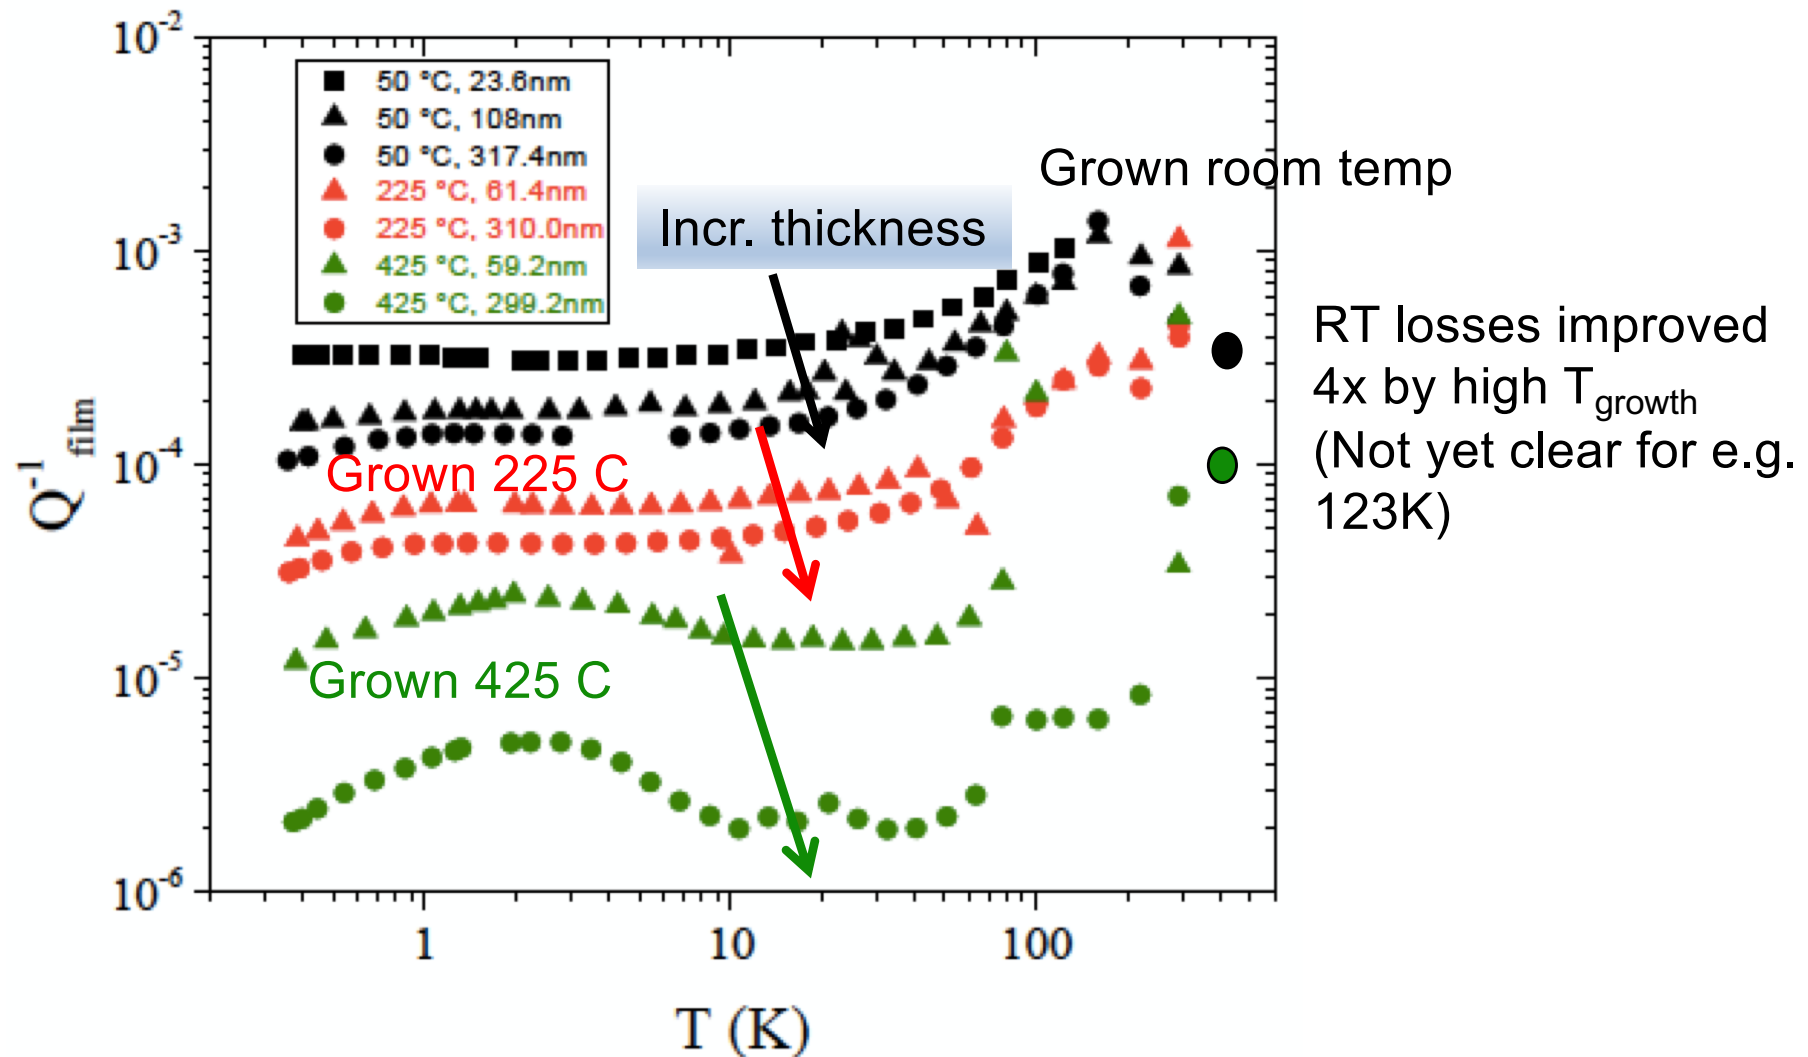 10⁻²
10⁻³
10⁻⁴
10⁻⁵
10⁻⁶
Q⁻¹film
50 °C, 23.6nm
50 °C, 108nm
50 °C, 317.4nm
225 °C, 61.4nm
225 °C, 310.0nm
425 °C, 59.2nm
425 °C, 299.2nm
Incr. thickness
Grown room temp
Grown 225 C
Grown 425 C
RT losses improved
4x by high Tgrowth
(Not yet clear for e.g.
123K)
1
10
100
T (K)